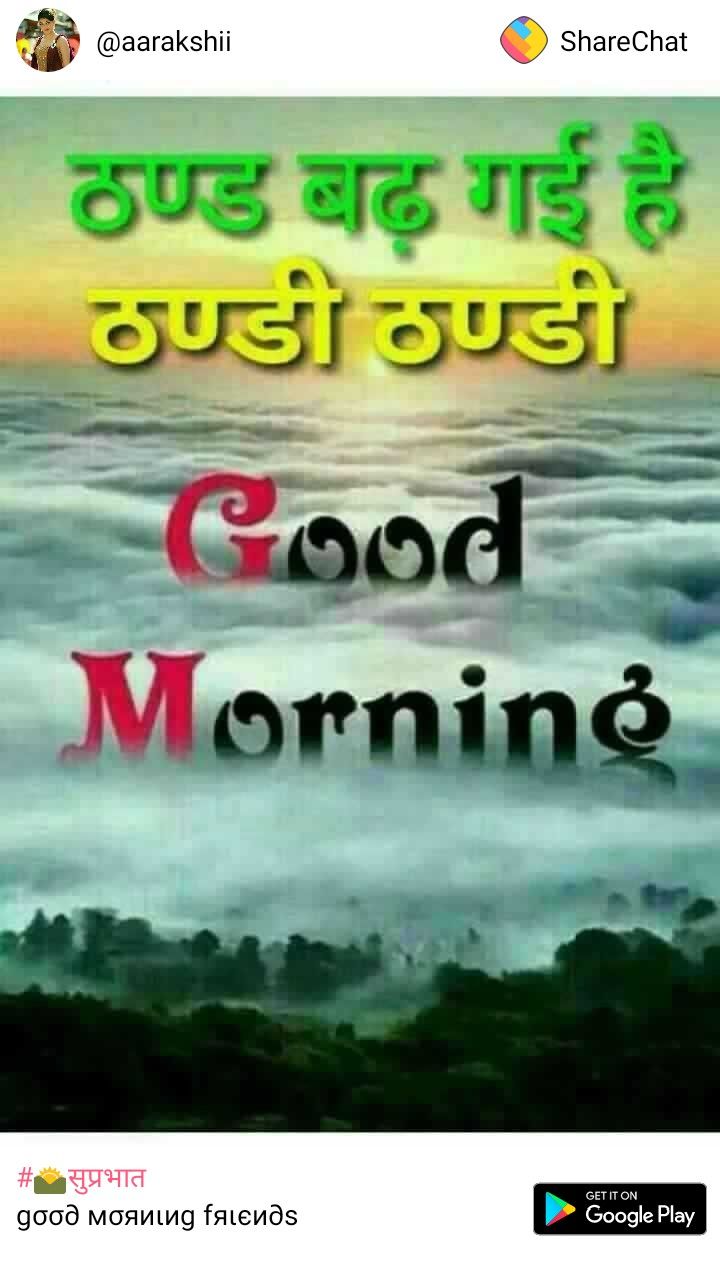 @aarakshii
ShareChat
ठण्ड बढ़ गई है
ठण्डी ठण्डी
Good
Morning
#🌅सुप्रभात
gσσ∂ мσяиιиg fяιєи∂s
GET IT ON
Google Play